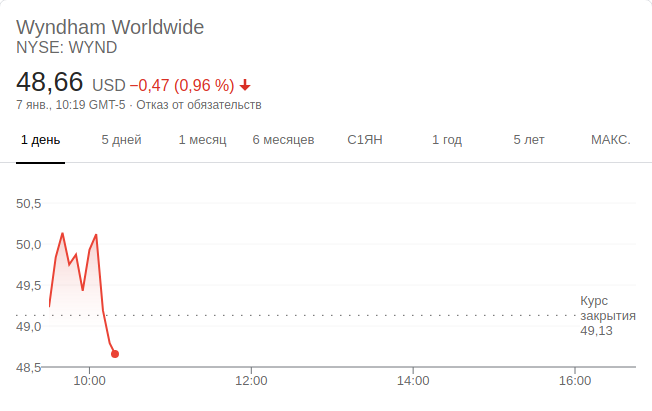 Wyndham Worldwide
NYSE: WYND
48,66 USD −0,47 (0,96 %)
7 янв., 10:19 GMT-5 · Отказ от обязательств
1 день 5 дней 1 месяц 6 месяцев С1ЯН 1 год 5 лет МАКС.
50,5
50,0
49,5
49,0
48,5
Курс
закрытия
49,13
10:00 12:00 14:00 16:00